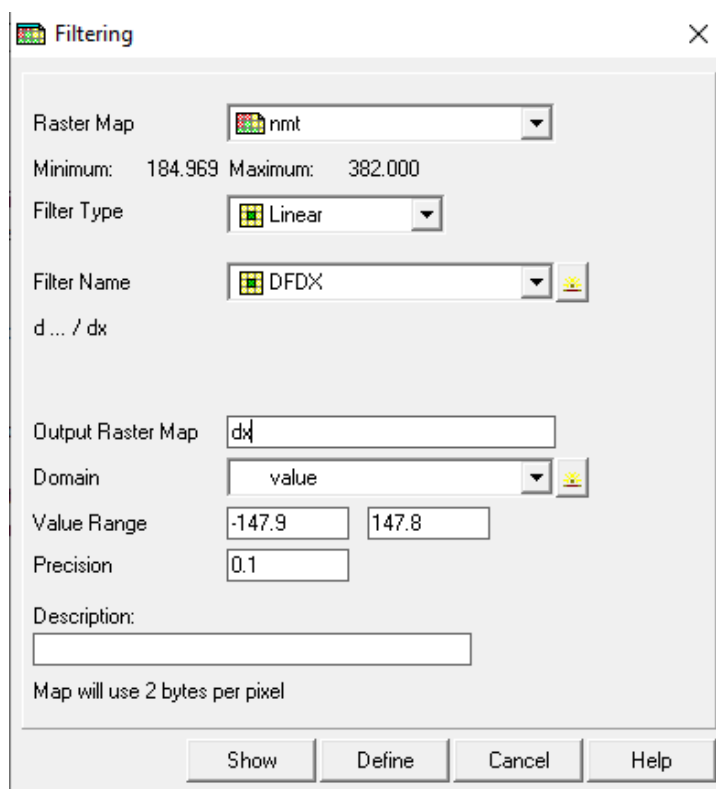 Filtering
Raster Map nmt
Minimum: 184.969 Maximum: 382.000
Filter Type Linear
Filter Name DFDX
d ... / dx
Output Raster Map dx
Domain value
Value Range -147.9 147.8
Precision 0.1
Description:
Map will use 2 bytes per pixel
Show Define Cancel Help